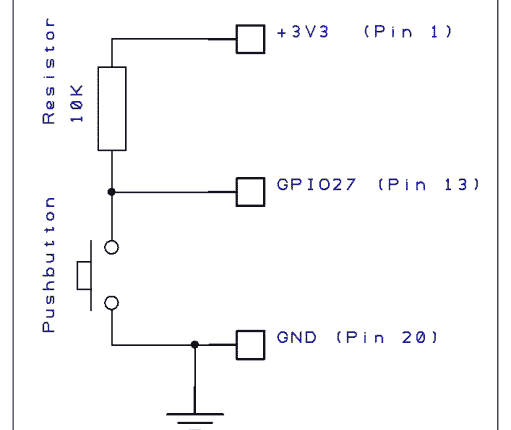 +3V3 (Pin 1)
Resistor
10K
GPIO27 (Pin 13)
Pushbutton
GND (Pin 20)